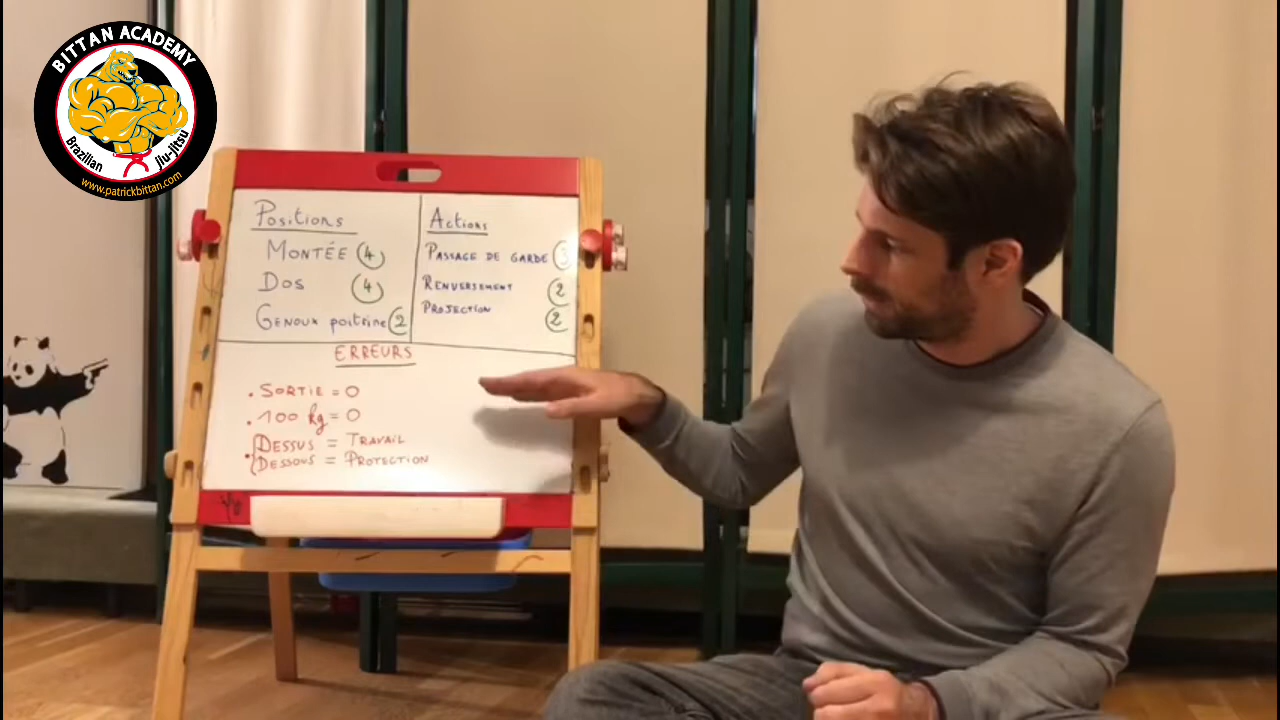 BITTAN ACADEMY
Brazilian Jiu-Jitsu
www.patrickbittan.com
Positions
MONTÉE 4
DOS 4
GENOUX poitrine 2
Actions
PASSAGE DE GARDE 3
RENVERSEMENT 2
PROJECTION 2
ERREURS
. SORTIE = 0
. 100 kg = 0
. DESSUS = TRAVAIL
DESSOUS = PROTECTION